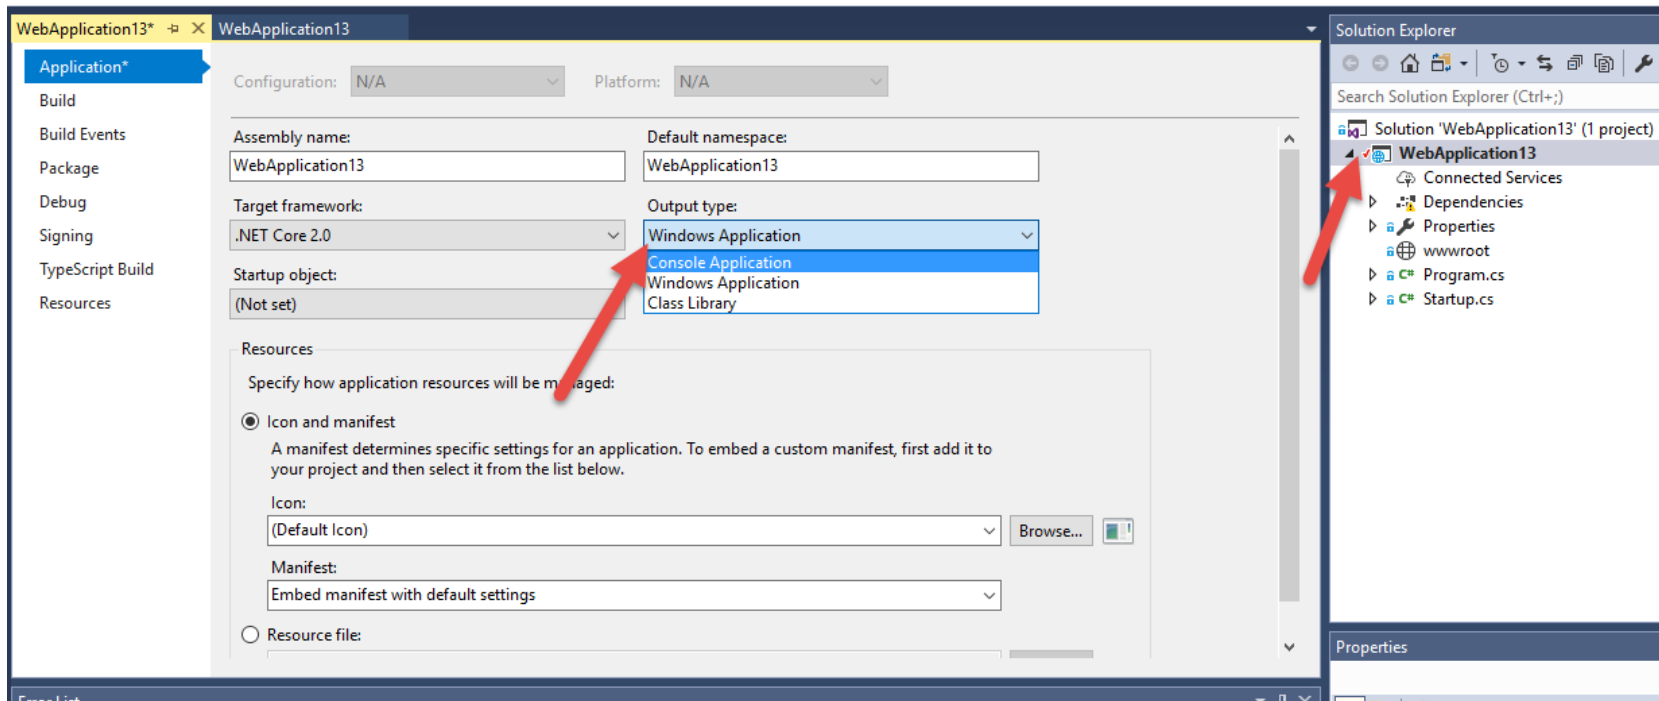 WebApplication13*
WebApplication13
Application*
Build
Build Events
Package
Debug
Signing
TypeScript Build
Resources
Configuration: N/A
Platform: N/A
Assembly name:
WebApplication13
Default namespace:
WebApplication13
Target framework:
.NET Core 2.0
Output type:
Windows Application
Console Application
Windows Application
Class Library
Startup object:
(Not set)
Resources
Specify how application resources will be managed:
Icon and manifest
A manifest determines specific settings for an application. To embed a custom manifest, first add it to
your project and then select it from the list below.
Icon:
(Default Icon)
Browse...
Manifest:
Embed manifest with default settings
Resource file:
Error List
Solution Explorer
Search Solution Explorer (Ctrl+;)
Solution 'WebApplication13' (1 project)
WebApplication13
Connected Services
Dependencies
Properties
wwwroot
C# Program.cs
C# Startup.cs
Properties